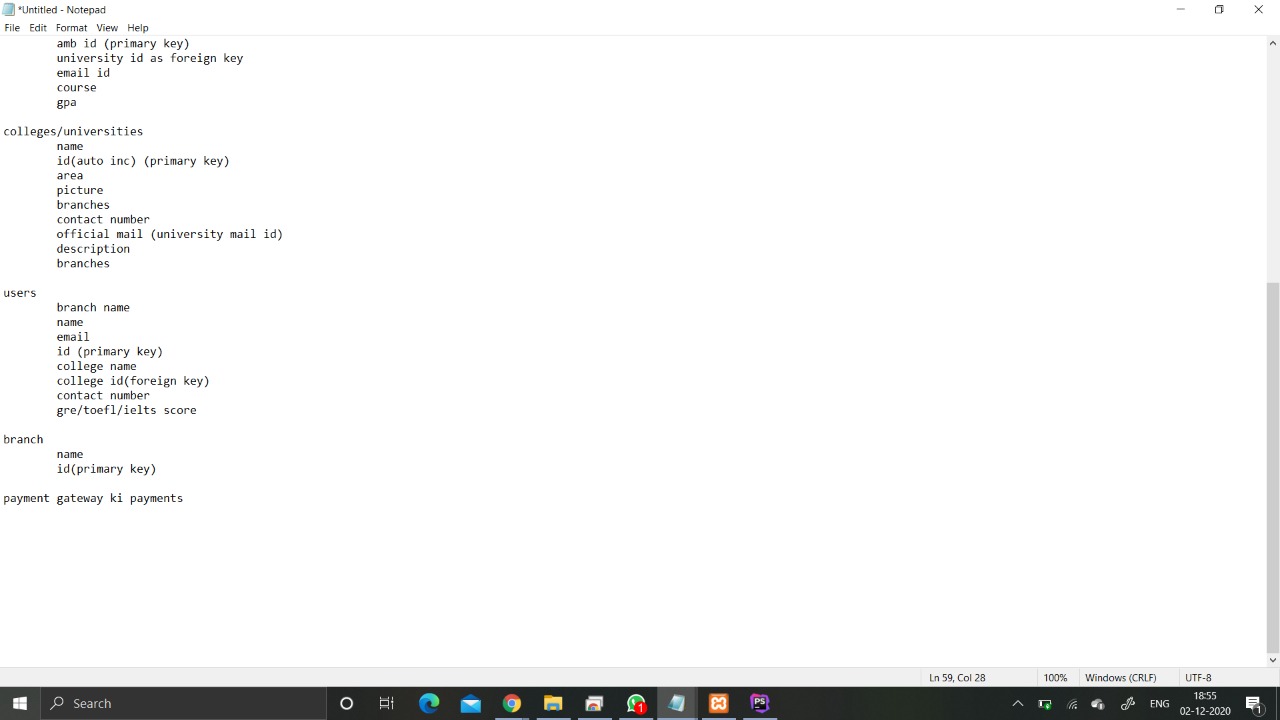 *Untitled - Notepad
File Edit Format View Help
amb id (primary key)
university id as foreign key
email id
course
gpa
colleges/universities
name
id(auto inc) (primary key)
area
picture
branches
contact number
official mail (university mail id)
description
branches
users
branch name
name
email
id (primary key)
college name
college id(foreign key)
contact number
gre/toefl/ielts score
branch
name
id(primary key)
payment gateway ki payments
Ln 59, Col 28 100% Windows (CRLF) UTF-8
Search 1 PS ENG 18:55
02-12-2020 1